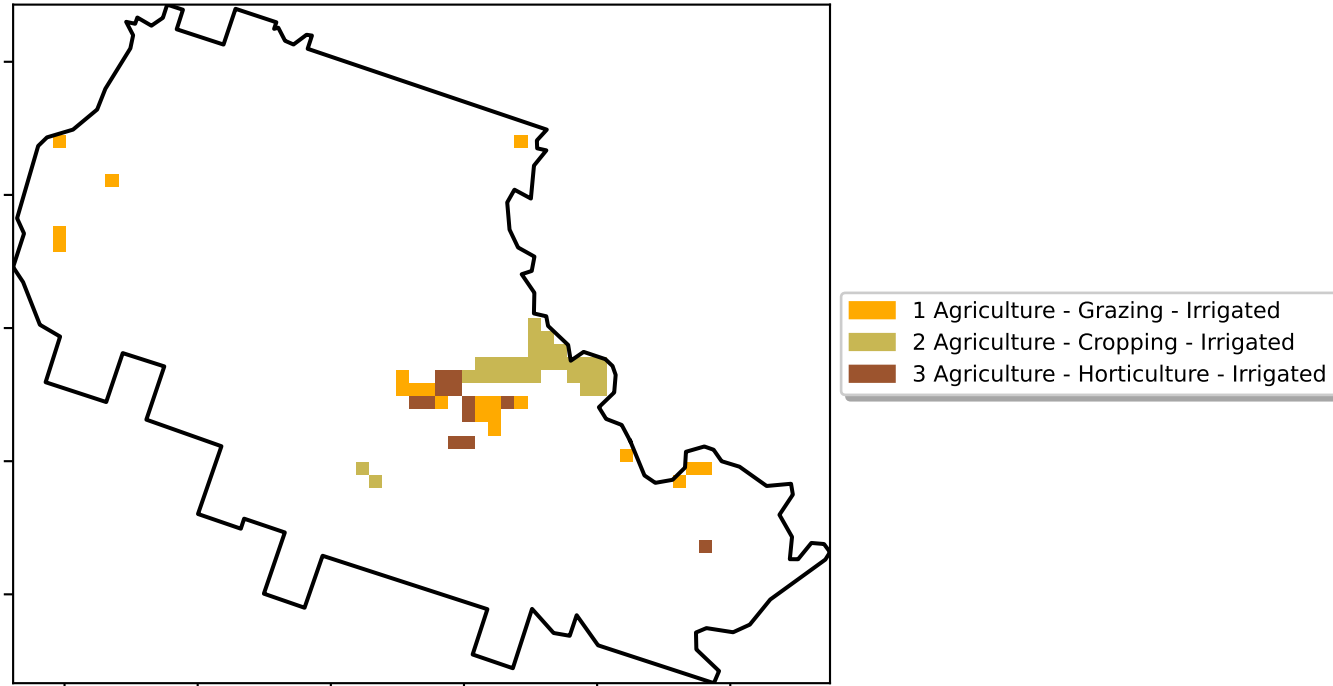 1 Agriculture - Grazing - Irrigated
2 Agriculture - Cropping - Irrigated
3 Agriculture - Horticulture - Irrigated